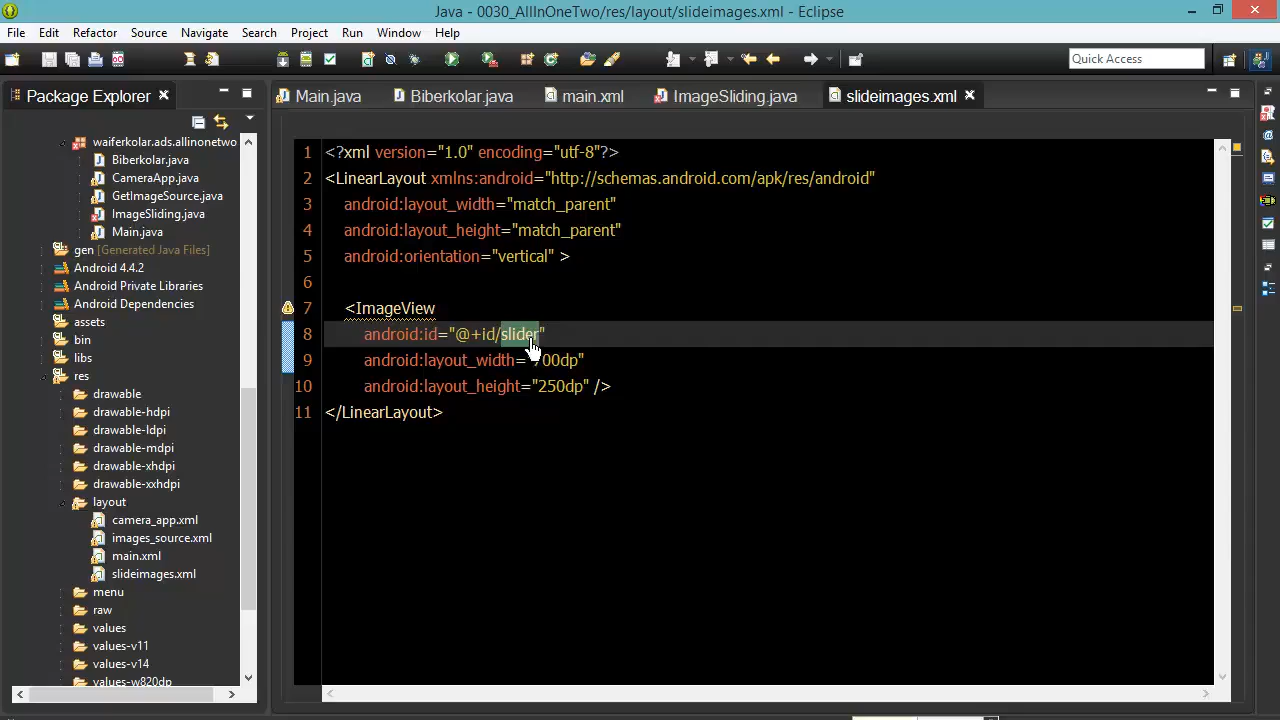 Java - 0030_AllInOneTwo/res/layout/slideimages.xml - Eclipse
File Edit Refactor Source Navigate Search Project Run Window Help
Quick Access
Package Explorer
Main.java Biberkolar.java main.xml ImageSliding.java slideimages.xml
waiferkolar.ads.allinonetwo
Biberkolar.java
CameraApp.java
GetImageSource.java
ImageSliding.java
Main.java
gen [Generated Java Files]
Android 4.4.2
Android Private Libraries
Android Dependencies
assets
bin
libs
res
drawable
drawable-hdpi
drawable-ldpi
drawable-mdpi
drawable-xhdpi
drawable-xxhdpi
layout
camera_app.xml
images_source.xml
main.xml
slideimages.xml
menu
raw
values
values-v11
values-v14
values-w820dp
1 <?xml version="1.0" encoding="utf-8"?>
2 <LinearLayout xmlns:android="http://schemas.android.com/apk/res/android"
3 android:layout_width="match_parent"
4 android:layout_height="match_parent"
5 android:orientation="vertical" >
6
7 <ImageView
8 android:id="@+id/slider"
9 android:layout_width="700dp"
10 android:layout_height="250dp" />
11 </LinearLayout>